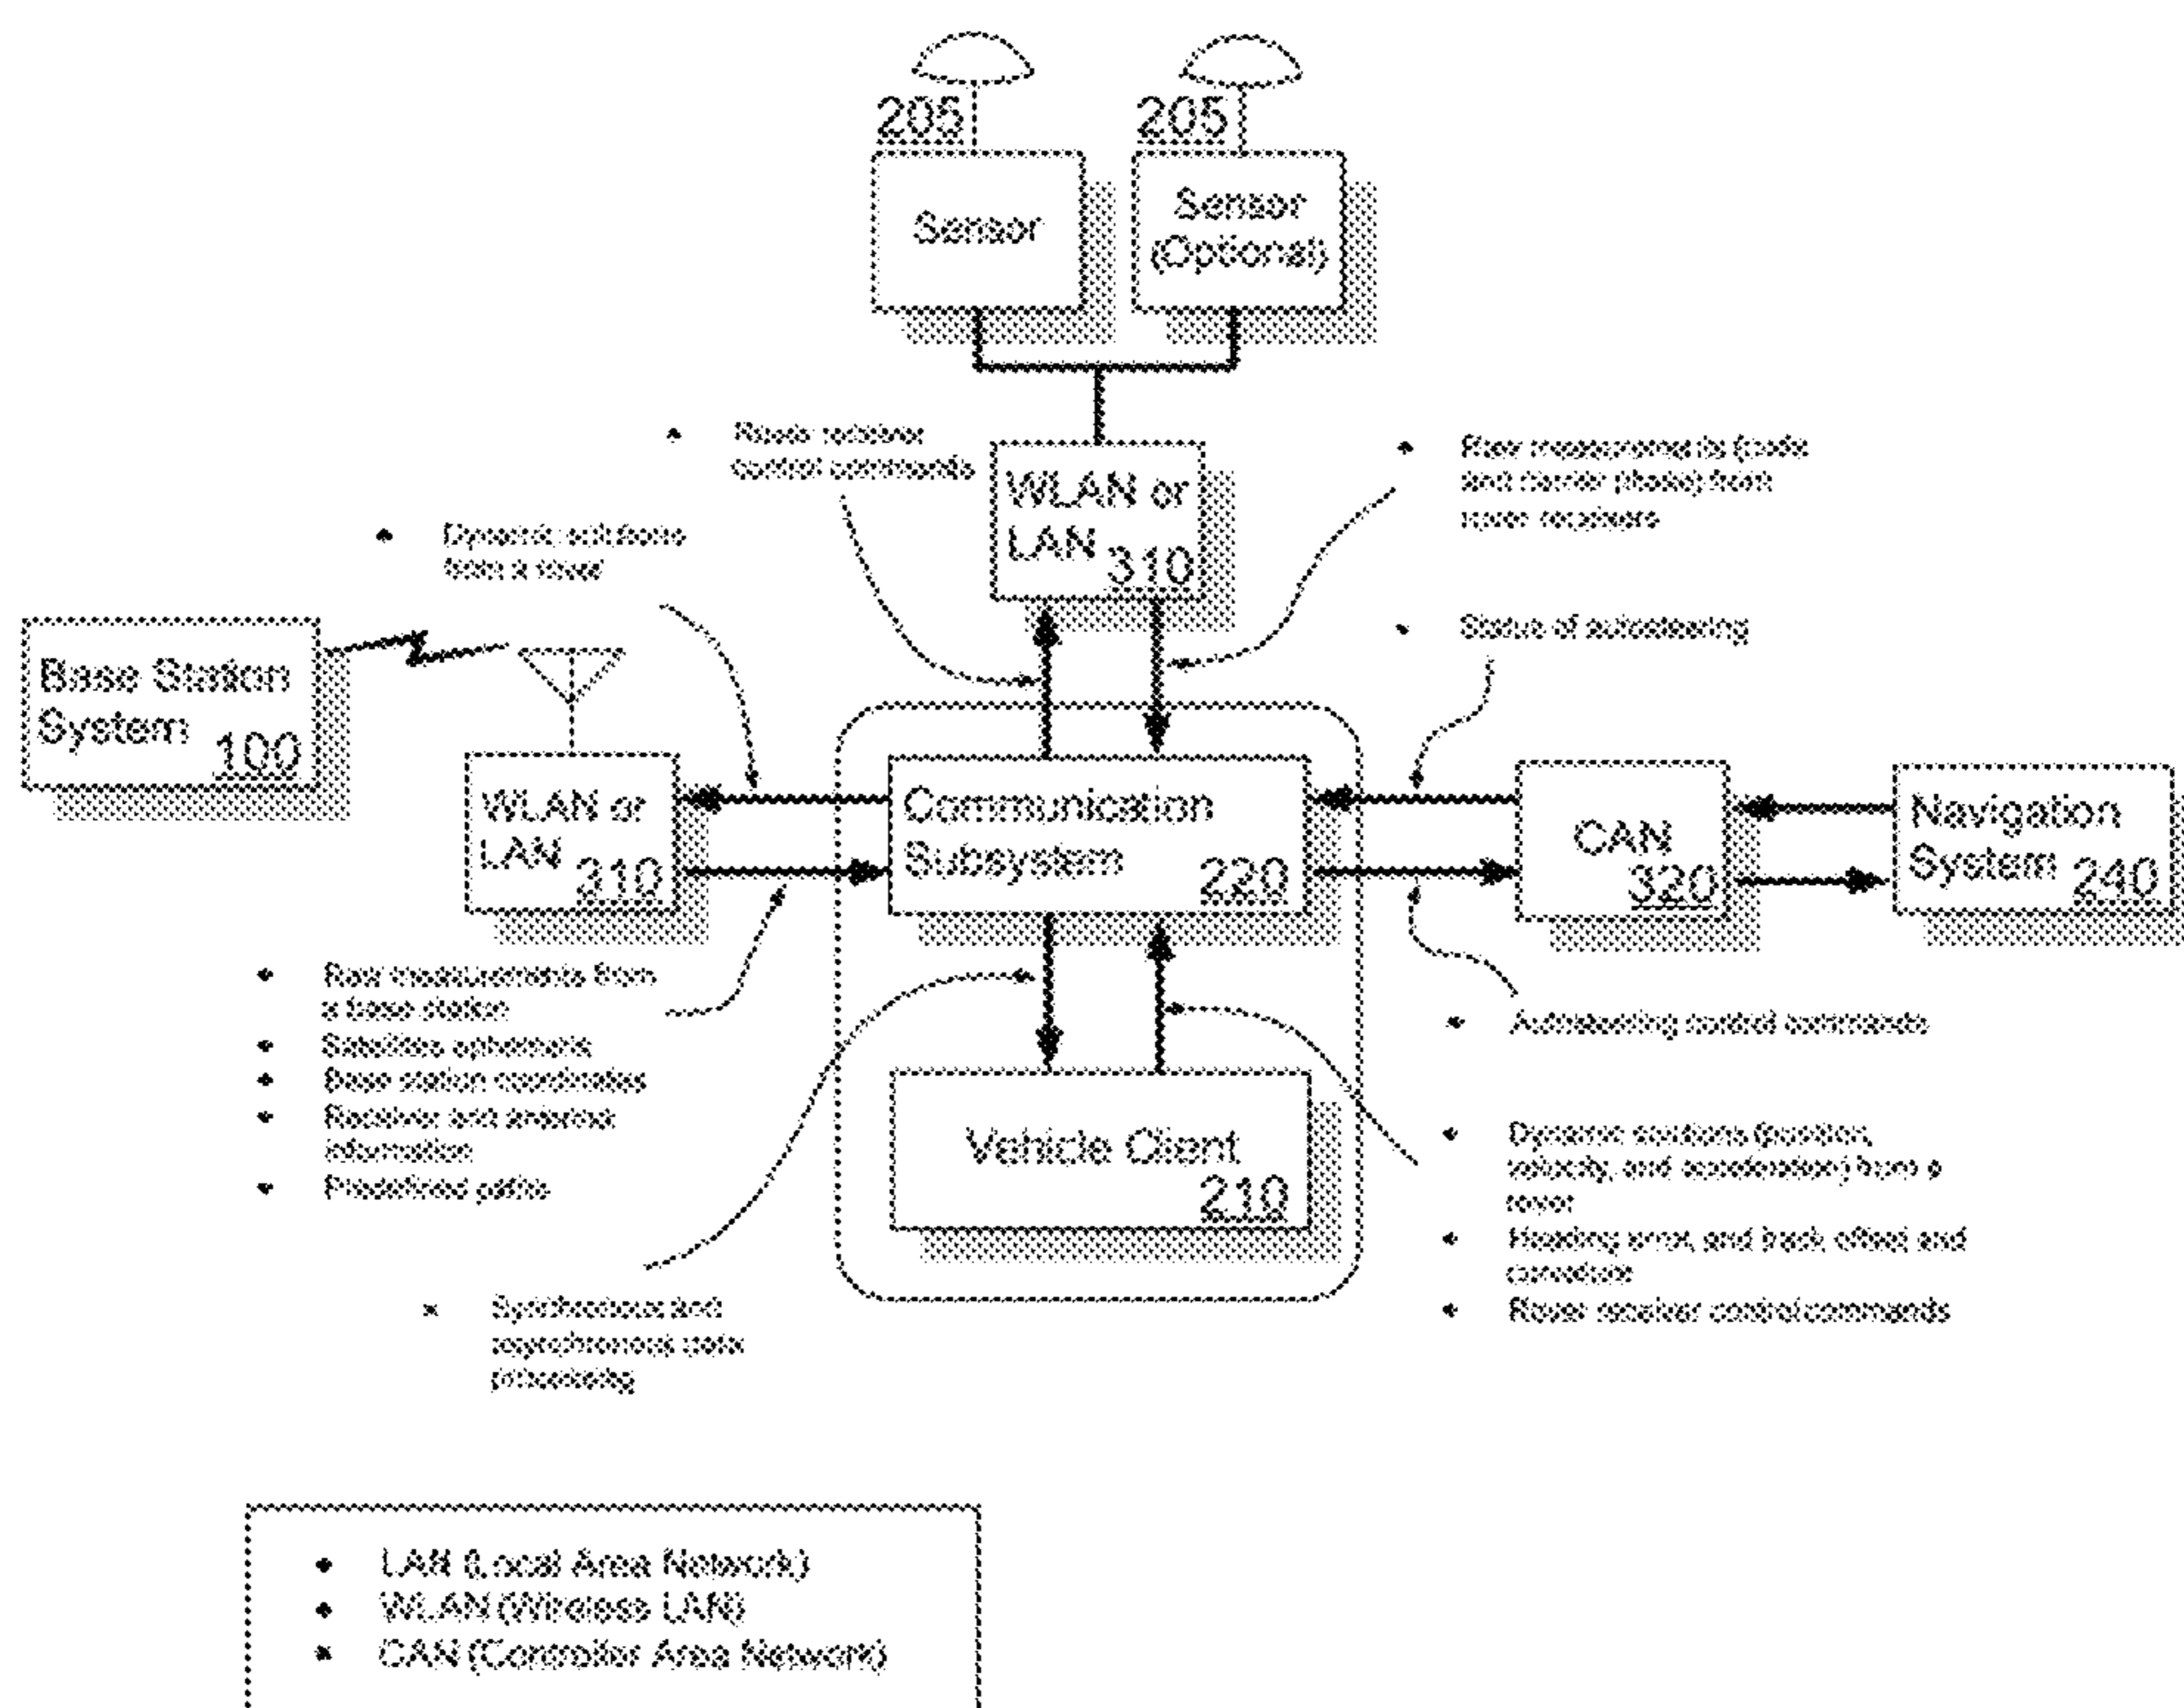 205
205
Sensor
Sensor
(Optional)
Rover receiver
control commands
WLAN or
LAN 310
Raw measurements (code
and carrier phase) from
rover receivers
Dynamic solutions
from a rover
Status of autosteering
Base Station
System 100
WLAN or
LAN 210
Communication
Subsystem 220
CAN
320
Navigation
System 240
Raw measurements from
a base station
Satellites ephemeris
Base station coordinates
Receiver and antenna
information
Predefined paths
Autosteering control commands
Vehicle Client
210
Dynamic solutions (position,
velocity, and acceleration) from a
rover
Heading error, and track offset and
curvature
Rover receiver control commands
Synchronous and
asynchronous data
processing
LAN (Local Area Network)
WLAN (Wireless LAN)
CAN (Controller Area Network)